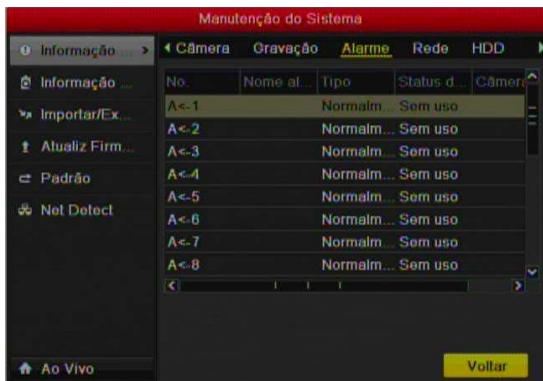 Manutenção do Sistema
Informação ...
Informação ...
Importar/Ex...
Atualiz Firm...
Padrão
Net Detect
Ao Vivo
Câmera Gravação Alarme Rede HDD
No. Nome al... Tipo Status d... Câmera
A<-1 Normalm... Sem uso
A<-2 Normalm... Sem uso
A<-3 Normalm... Sem uso
A<-4 Normalm... Sem uso
A<-5 Normalm... Sem uso
A<-6 Normalm... Sem uso
A<-7 Normalm... Sem uso
A<-8 Normalm... Sem uso
Voltar